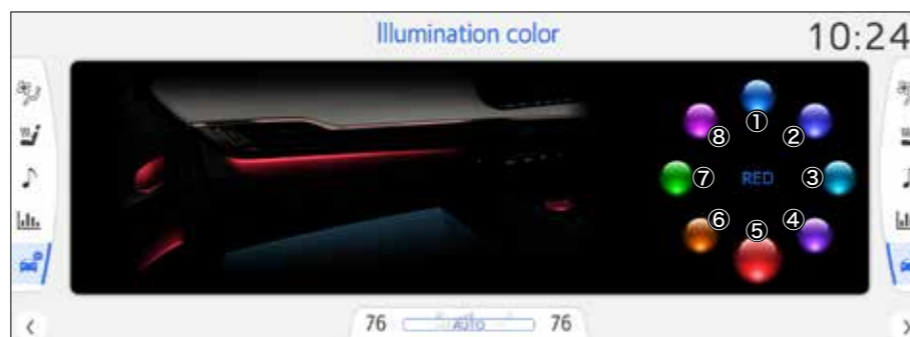 Illumination color
10:24
①
⑧ ②
⑦ RED ③
⑥ ④
⑤
76 AUTO 76